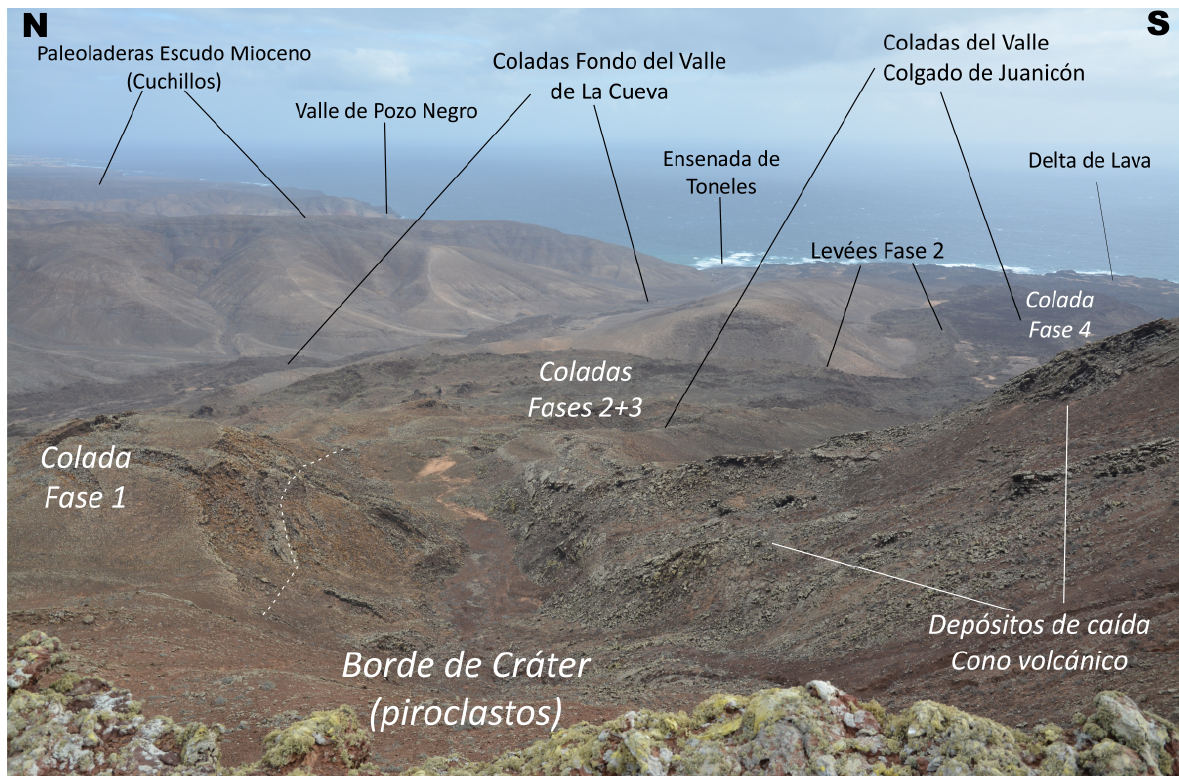 N
S
Paleoladeras Escudo Mioceno
(Cuchillos)
Valle de Pozo Negro
Coladas Fondo del Valle
de La Cueva
Ensenada de
Toneles
Coladas del Valle
Colgado de Juanicón
Delta de Lava
Levées Fase 2
Colada
Fase 4
Coladas
Fases 2+3
Colada
Fase 1
Depósitos de caída
Cono volcánico
Borde de Cráter
(piroclastos)